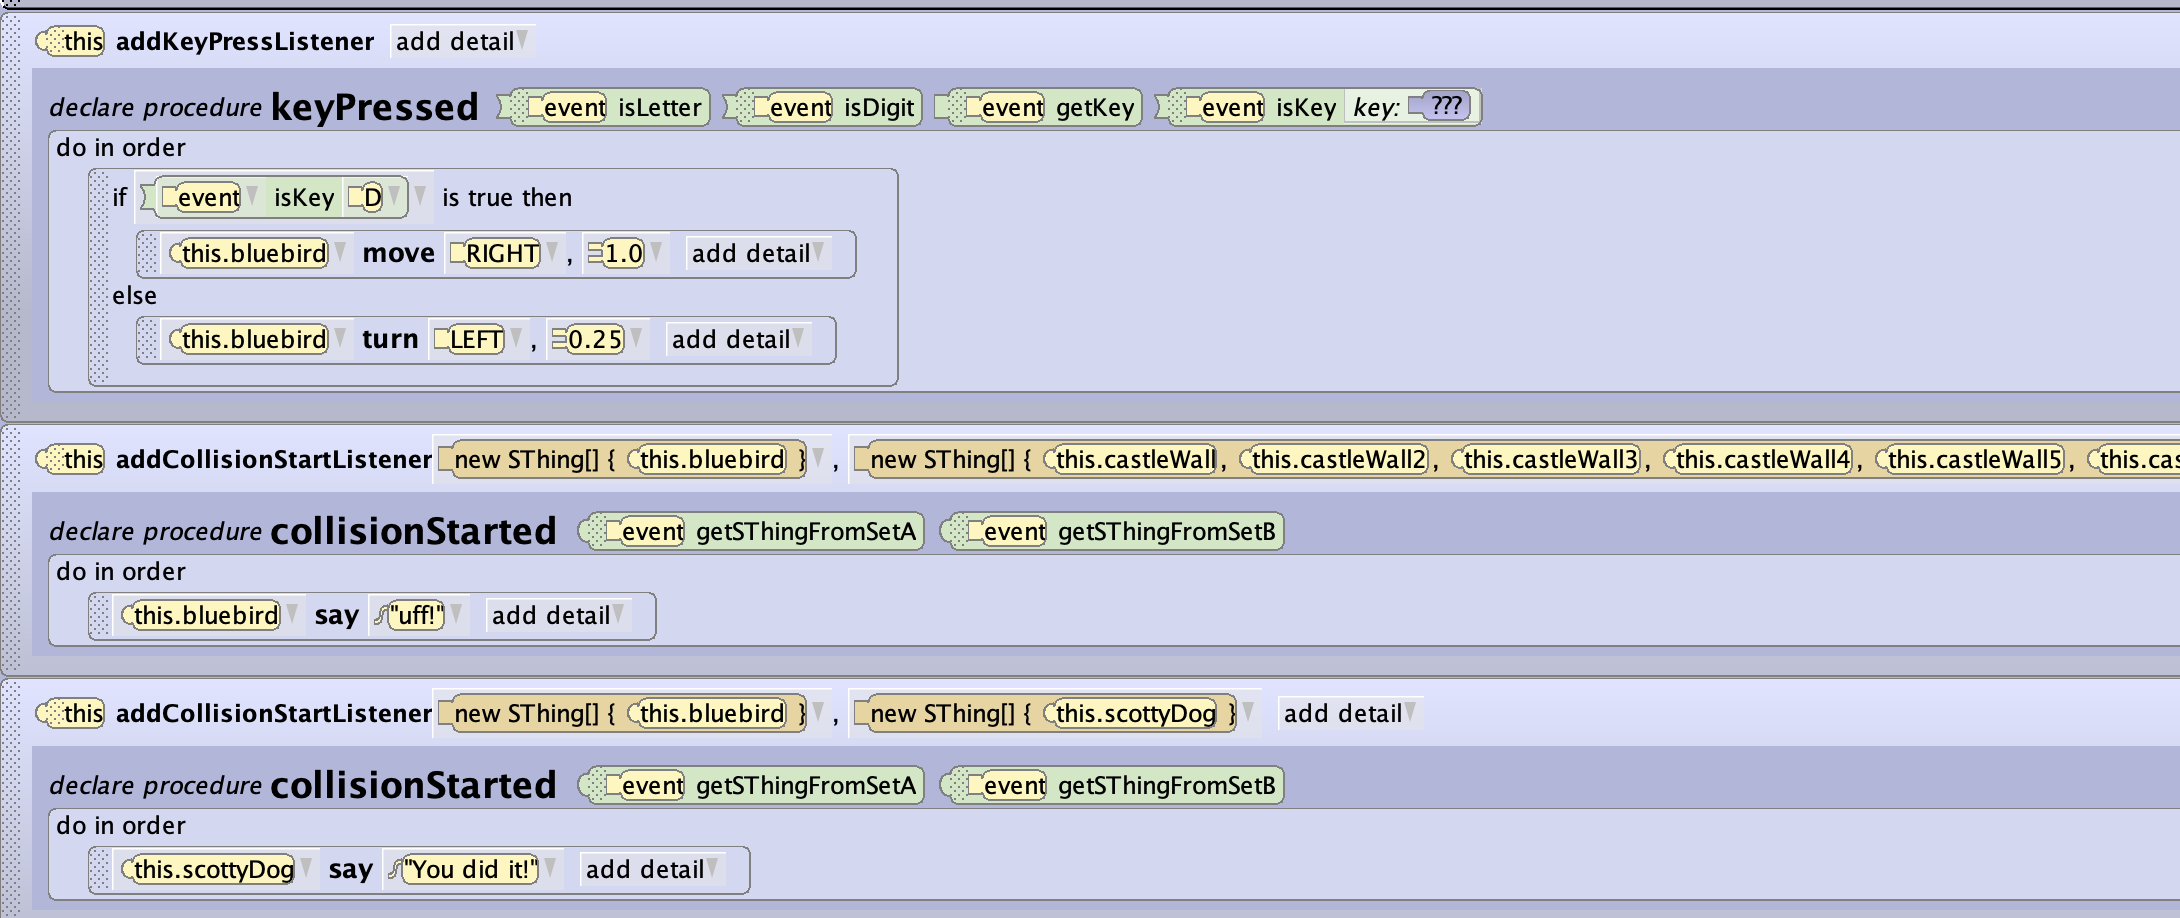 this addKeyPressListener add detail
declare procedure keyPressed event isLetter event isDigit event getKey event isKey key: ???
do in order
if event isKey D is true then
this.bluebird move RIGHT , 1.0 add detail
else
this.bluebird turn LEFT , 0.25 add detail
this addCollisionStartListener new SThing[] { this.bluebird } , new SThing[] { this.castleWall, this.castleWall2, this.castleWall3, this.castleWall4, this.castleWall5, this.cas
declare procedure collisionStarted event getSThingFromSetA event getSThingFromSetB
do in order
this.bluebird say "uff!" add detail
this addCollisionStartListener new SThing[] { this.bluebird } , new SThing[] { this.scottyDog } add detail
declare procedure collisionStarted event getSThingFromSetA event getSThingFromSetB
do in order
this.scottyDog say "You did it!" add detail